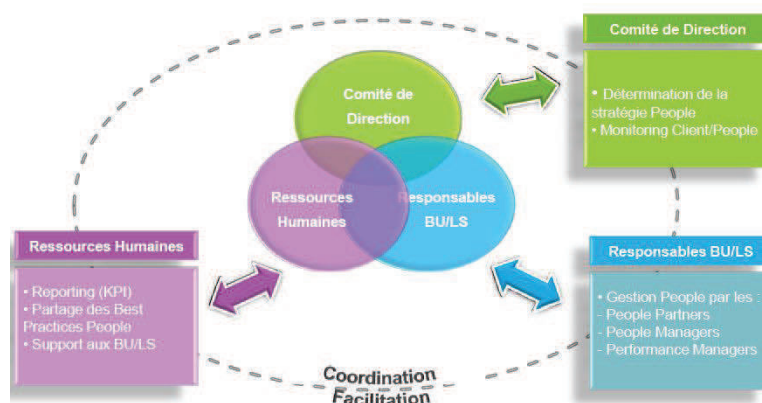 Comité de Direction
• Détermination de la
stratégie People
• Monitoring Client/People
Comité de
Direction
Ressources
Humaines
Responsables
BU/LS
Ressources Humaines
• Reporting (KPI)
• Partage des Best
Practices People
• Support aux BU/LS
Responsables BU/LS
• Gestion People par les :
- People Partners
- People Managers
- Performance Managers
Coordination
Facilitation